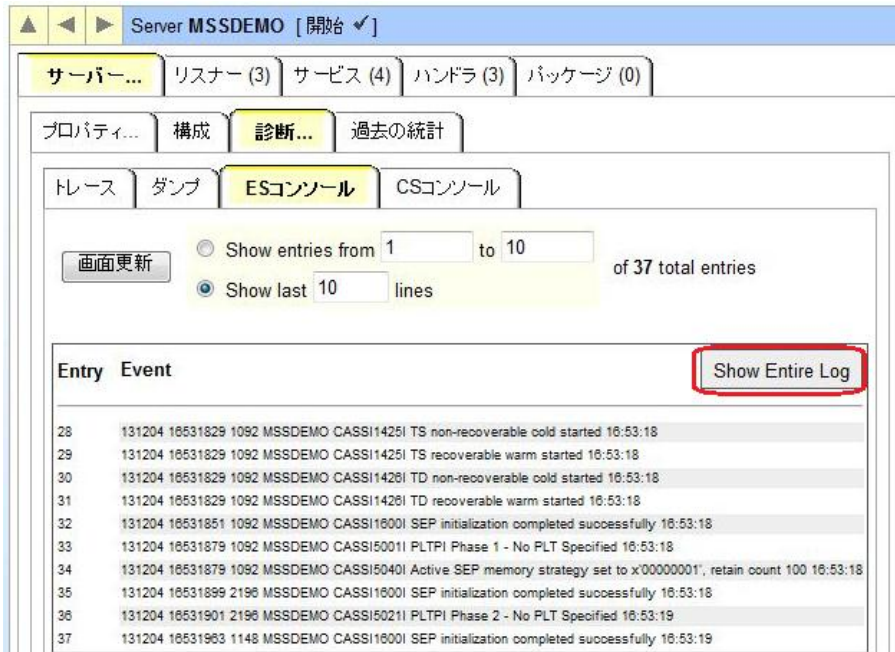 Server MSSDEMO [開始 ✔]
サーバー... リスナー (3) サービス (4) ハンドラ (3) パッケージ (0)
プロパティ... 構成 診断... 過去の統計
トレース ダンプ ESコンソール CSコンソール
画面更新 Show entries from 1 to 10 of 37 total entries
Show last 10 lines
Entry Event Show Entire Log
28 131204 16531829 1092 MSSDEMO CASSI1425I TS non-recoverable cold started 16:53:18
29 131204 16531829 1092 MSSDEMO CASSI1425I TS recoverable warm started 16:53:18
30 131204 16531829 1092 MSSDEMO CASSI1426I TD non-recoverable cold started 16:53:18
31 131204 16531829 1092 MSSDEMO CASSI1426I TD recoverable warm started 16:53:18
32 131204 16531851 1092 MSSDEMO CASSI1600I SEP initialization completed successfully 16:53:18
33 131204 16531879 1092 MSSDEMO CASSI5001I PLTPI Phase 1 - No PLT Specified 16:53:18
34 131204 16531879 1092 MSSDEMO CASSI5040I Active SEP memory strategy set to x'00000001', retain count 100 16:53:18
35 131204 16531899 2196 MSSDEMO CASSI1600I SEP initialization completed successfully 16:53:18
36 131204 16531901 2196 MSSDEMO CASSI5021I PLTPI Phase 2 - No PLT Specified 16:53:19
37 131204 16531963 1148 MSSDEMO CASSI1600I SEP initialization completed successfully 16:53:19